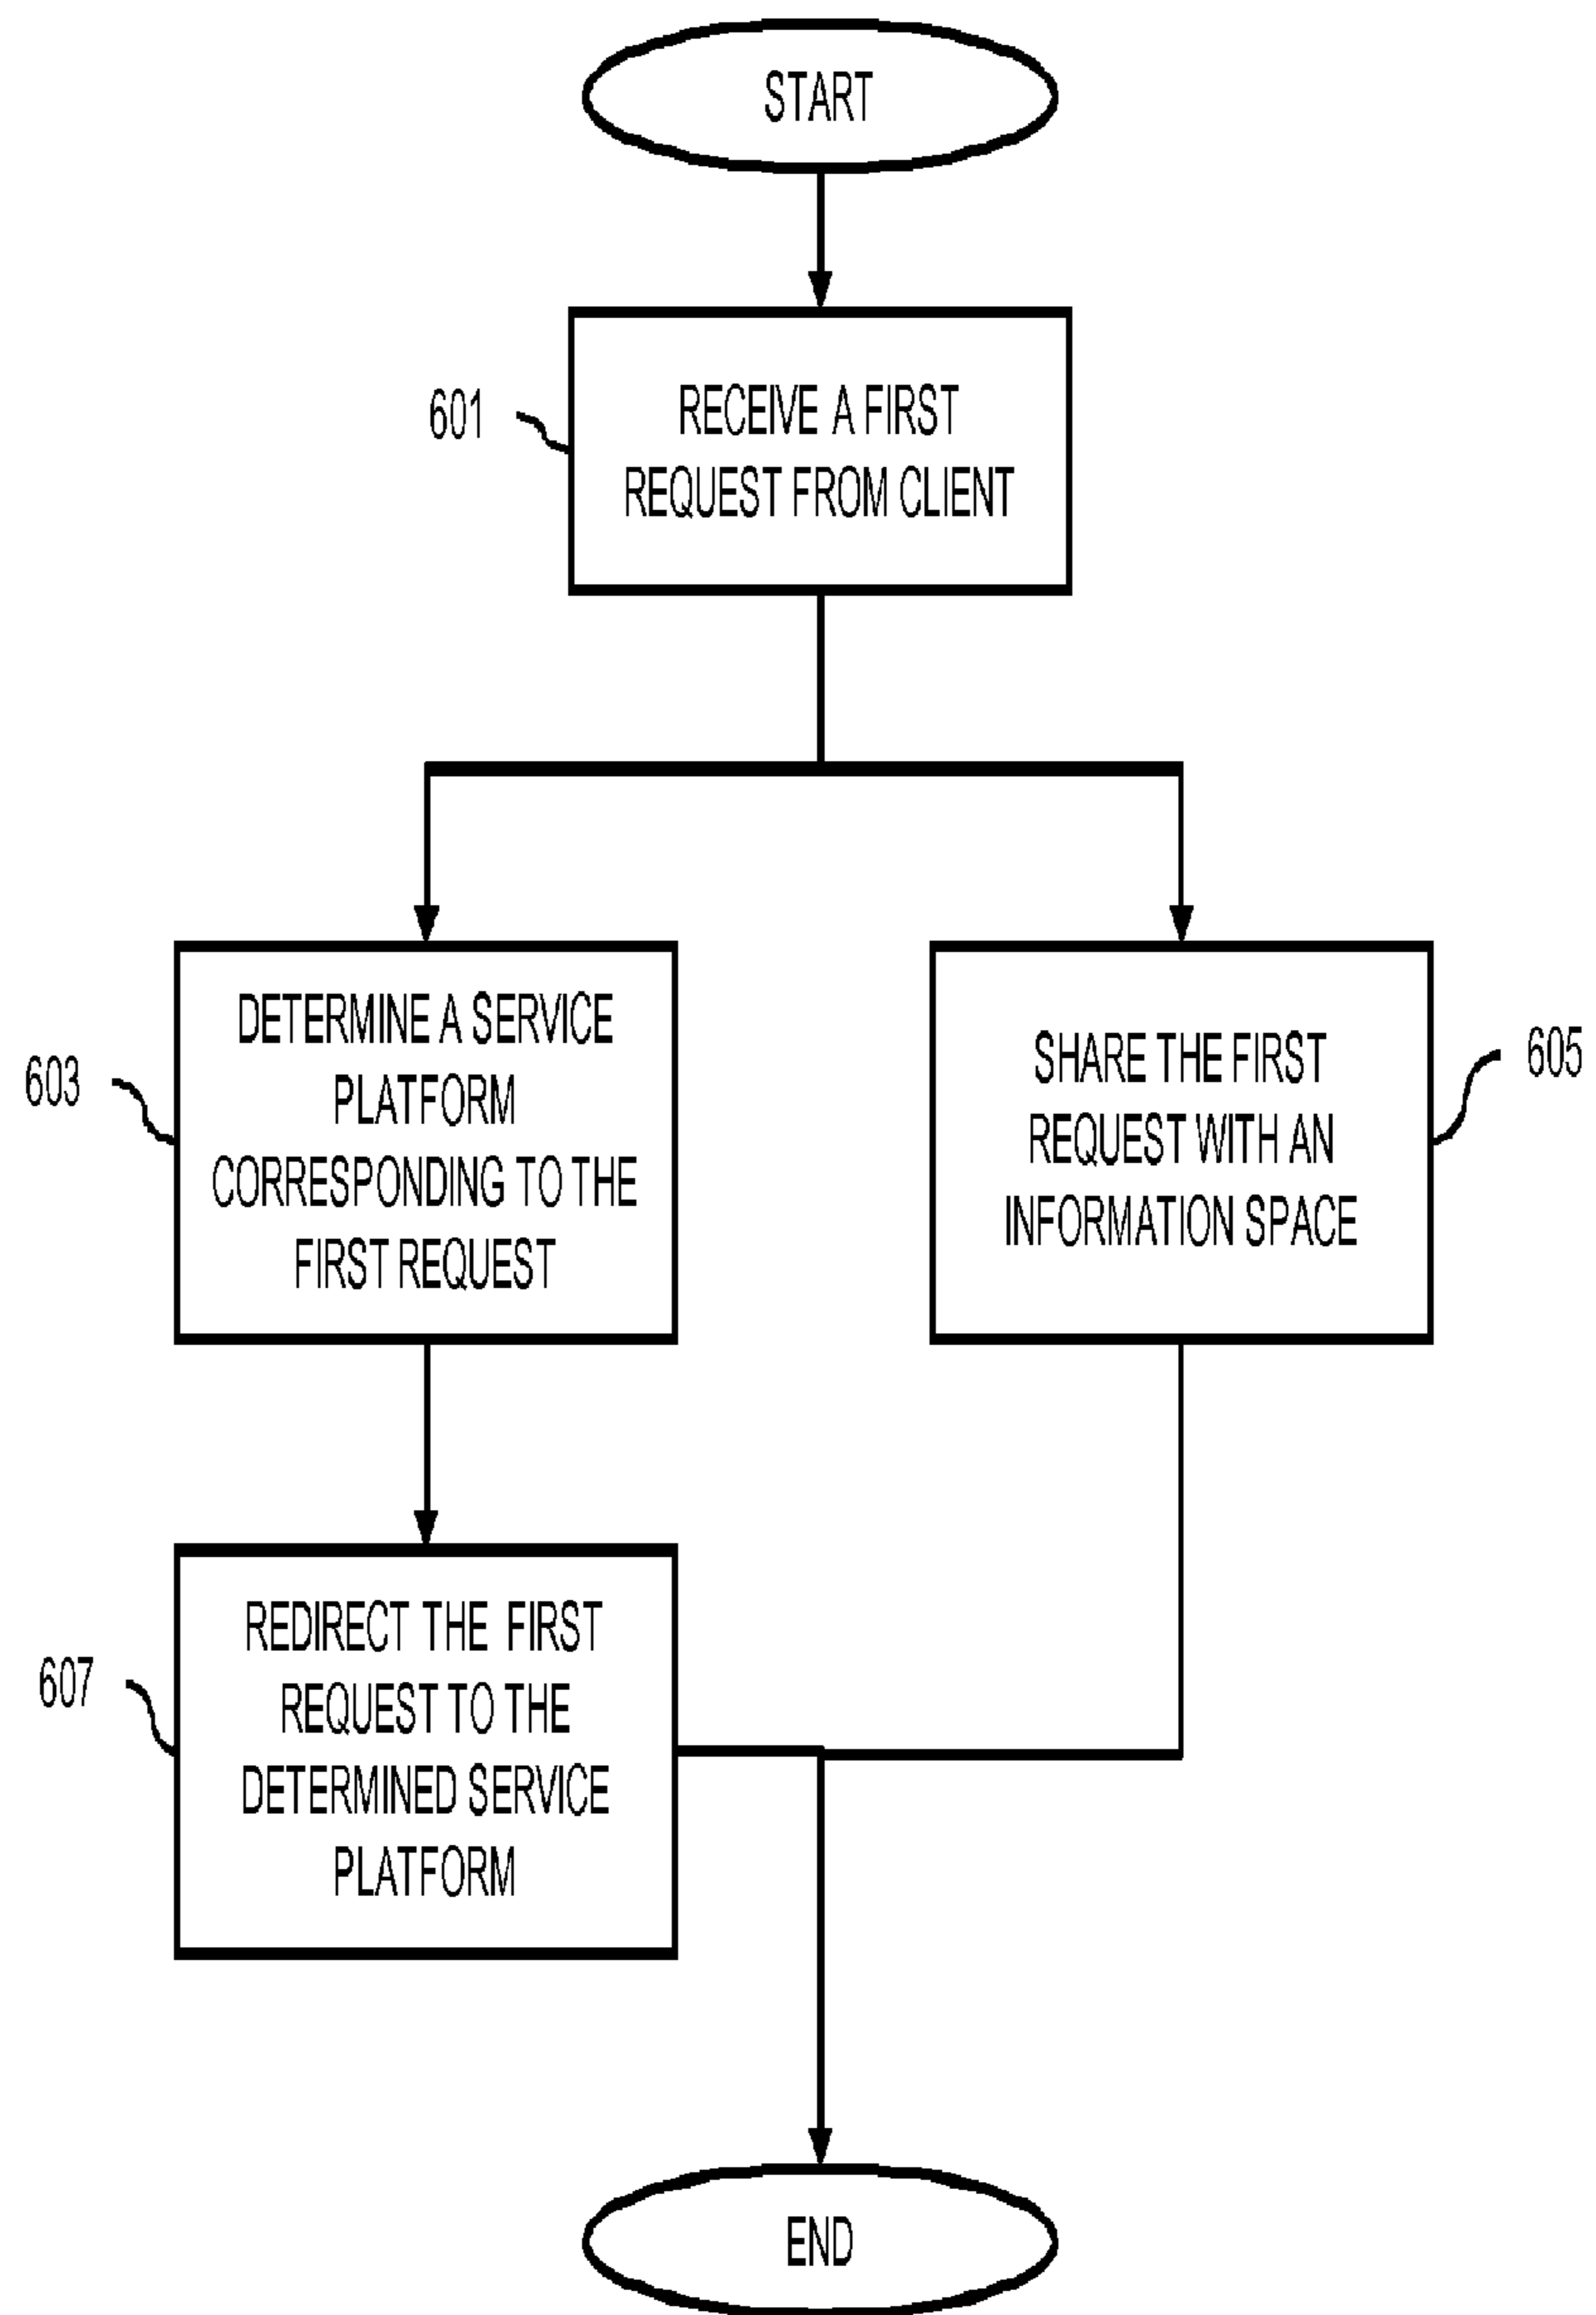 START
601
RECEIVE A FIRST
REQUEST FROM CLIENT
603
DETERMINE A SERVICE
PLATFORM
CORRESPONDING TO THE
FIRST REQUEST
SHARE THE FIRST
REQUEST WITH AN
INFORMATION SPACE
605
607
REDIRECT THE FIRST
REQUEST TO THE
DETERMINED SERVICE
PLATFORM
END